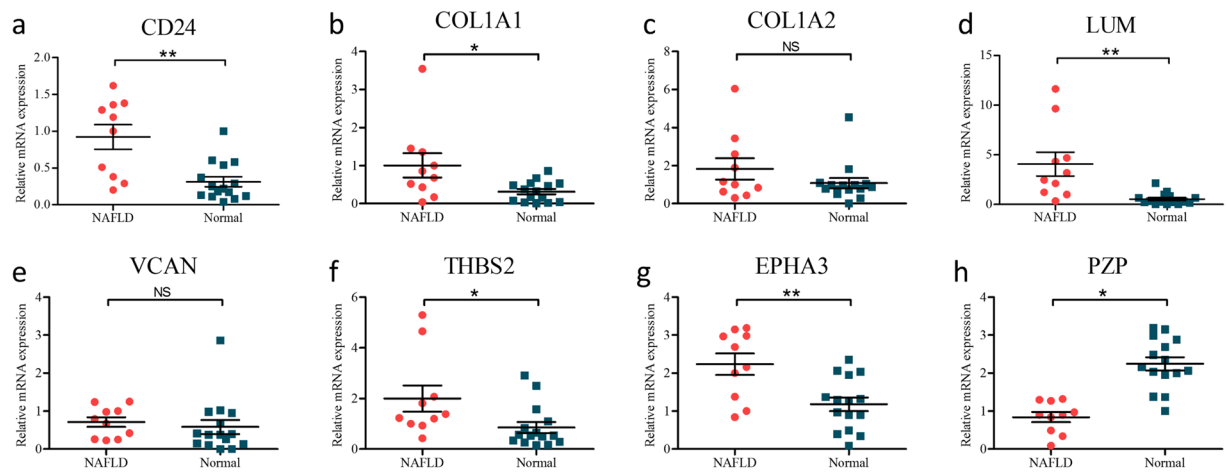 a
CD24
Relative mRNA expression
2.0
1.5
1.0
0.5
0.0
**
NAFLD Normal
b
COL1A1
Relative mRNA expression
4
3
2
1
0
*
NAFLD Normal
c
COL1A2
Relative mRNA expression
8
6
4
2
0
NS
NAFLD Normal
d
LUM
Relative mRNA expression
15
10
5
0
**
NAFLD Normal
e
VCAN
Relative mRNA expression
4
3
2
1
0
NS
NAFLD Normal
f
THBS2
Relative mRNA expression
6
4
2
0
*
NAFLD Normal
g
EPHA3
Relative mRNA expression
4
3
2
1
0
**
NAFLD Normal
h
PZP
Relative mRNA expression
4
3
2
1
0
*
NAFLD Normal